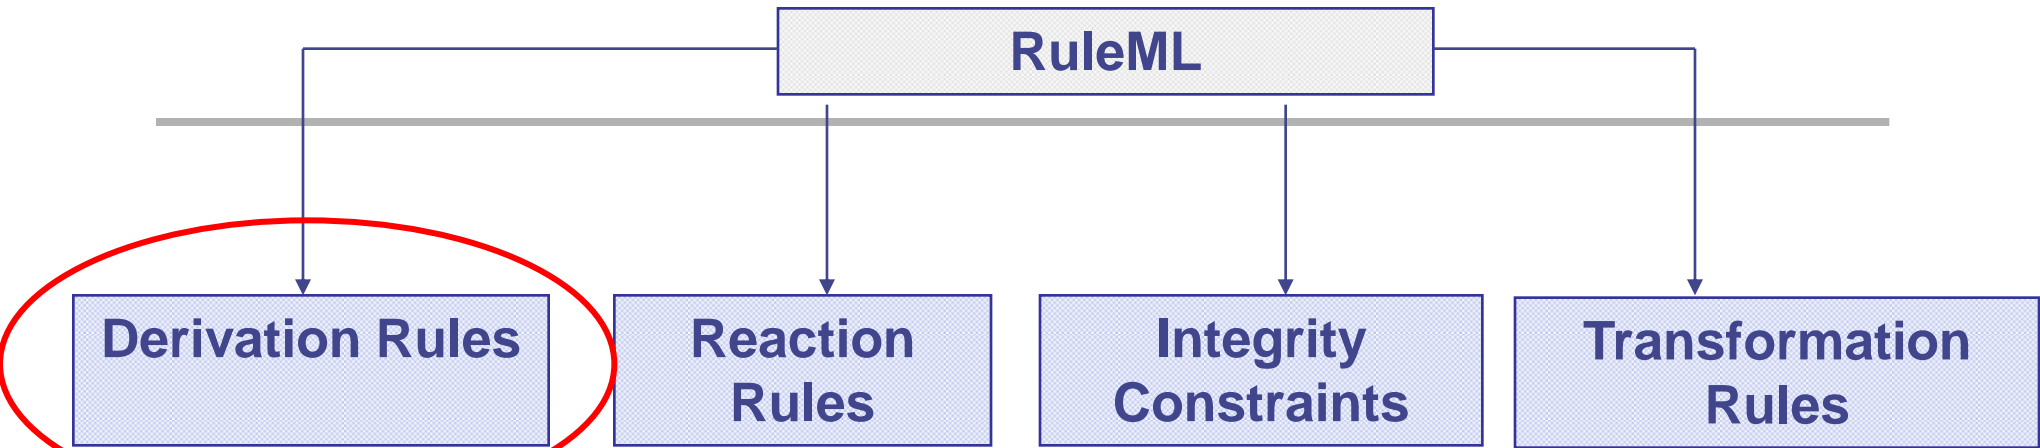 RuleML
Derivation Rules
Reaction
Rules
Integrity
Constraints
Transformation
Rules